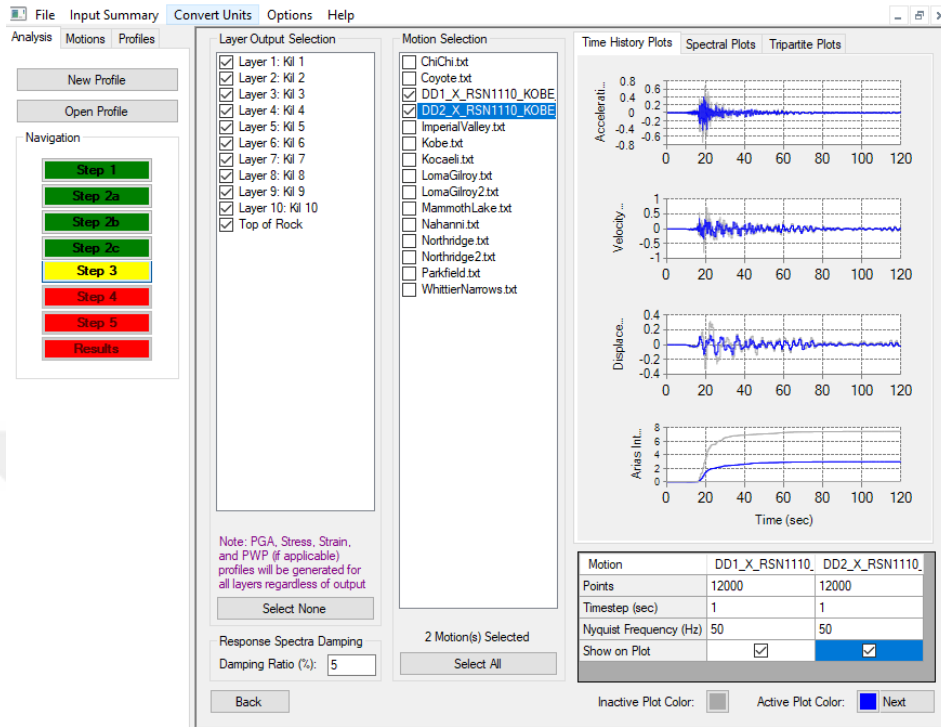 File Input Summary Convert Units Options Help
Analysis Motions Profiles
New Profile
Open Profile
Navigation
Step 1
Step 2a
Step 2b
Step 2c
Step 3
Step 4
Step 5
Results
Layer Output Selection
Layer 1: Kil 1
Layer 2: Kil 2
Layer 3: Kil 3
Layer 4: Kil 4
Layer 5: Kil 5
Layer 6: Kil 6
Layer 7: Kil 7
Layer 8: Kil 8
Layer 9: Kil 9
Layer 10: Kil 10
Top of Rock
Note: PGA, Stress, Strain,
and PWP (if applicable)
profiles will be generated for
all layers regardless of output
Select None
Response Spectra Damping
Damping Ratio (%): 5
Back
Motion Selection
ChiChi.txt
Coyote.txt
DD1_X_RSN1110_KOBE_
DD2_X_RSN1110_KOBE_
ImperialValley.txt
Kobe.txt
Kocaeli.txt
LomaGilroy.txt
LomaGilroy2.txt
MammothLake.txt
Nahanni.txt
Northridge.txt
Northridge2.txt
Parkfield.txt
WhittierNarrows.txt
2 Motion(s) Selected
Select All
Time History Plots Spectral Plots Tripartite Plots
Accelerati...
0.8
0.6
0.4
0.2
0
-0.2
-0.4
-0.6
-0.8
0 20 40 60 80 100 120
Velocity...
1
0.5
0
-0.5
-1
0 20 40 60 80 100 120
Displace...
0.4
0.2
0
-0.2
-0.4
0 20 40 60 80 100 120
Arias Int...
8
6
4
2
0
0 20 40 60 80 100 120
Time (sec)
Motion DD1_X_RSN1110_ DD2_X_RSN1110_
Points 12000 12000
Timestep (sec) 1 1
Nyquist Frequency (Hz) 50 50
Show on Plot
Inactive Plot Color: Active Plot Color: Next